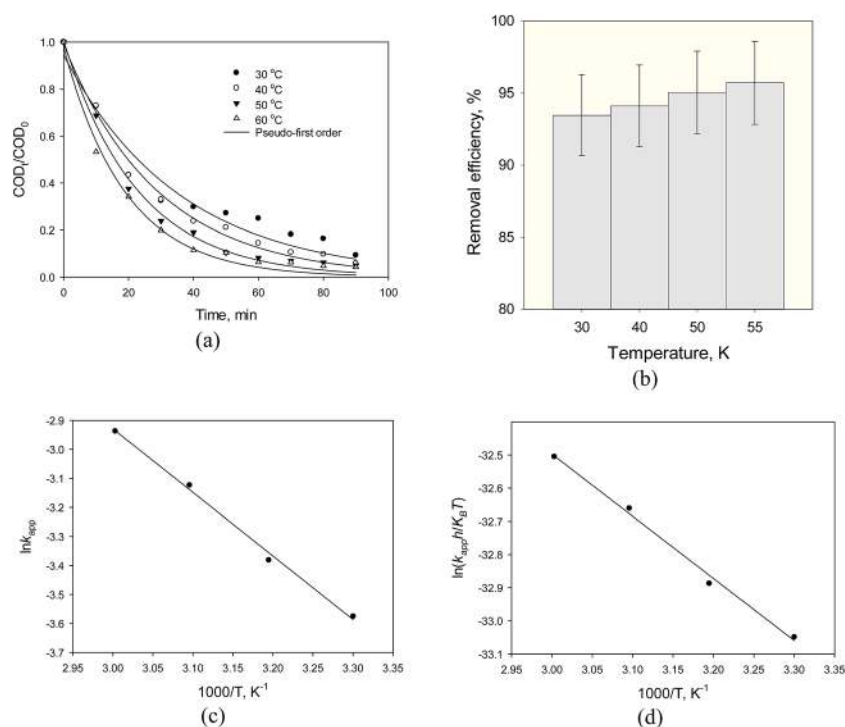 1.0
0.8
0.6
0.4
0.2
0.0
CODt/COD0
30 °C
40 °C
50 °C
60 °C
Pseudo-first order
0 20 40 60 80 100
Time, min
(a)
100
95
90
85
80
Removal efficiency, %
30 40 50 55
Temperature, K
(b)
-2.9
-3.0
-3.1
-3.2
-3.3
-3.4
-3.5
-3.6
-3.7
lnkapp
2.95 3.00 3.05 3.10 3.15 3.20 3.25 3.30 3.35
1000/T, K-1
(c)
-32.5
-32.6
-32.7
-32.8
-32.9
-33.0
-33.1
ln(kapph/KBT)
2.95 3.00 3.05 3.10 3.15 3.20 3.25 3.30 3.35
1000/T, K-1
(d)